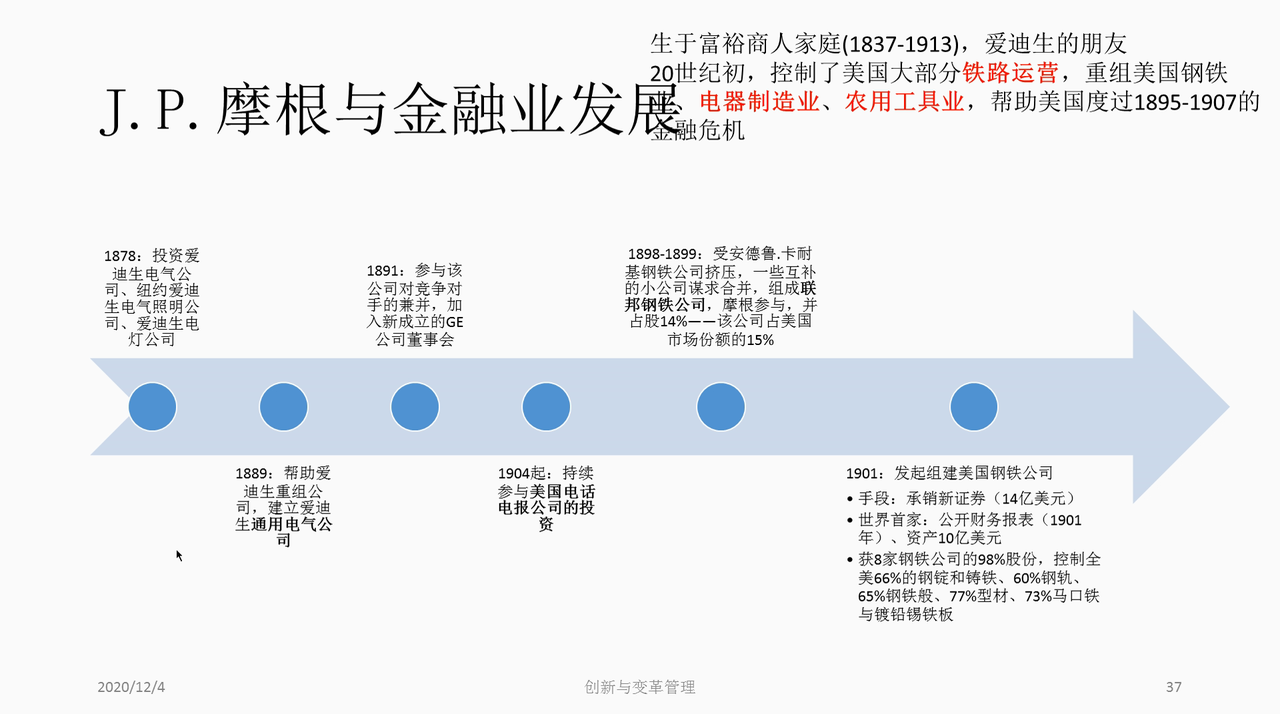 生于富裕商人家庭(1837-1913)，爱迪生的朋友
20世纪初，控制了美国大部分铁路运营，重组美国钢铁
、电器制造业、农用工具业，帮助美国度过1895-1907的
金融危机
J. P. 摩根与金融业发展
1878：投资爱
迪生电气公
司、纽约爱迪
生电气照明公
司、爱迪生电
灯公司
1889：帮助爱
迪生重组公
司，建立爱迪
生通用电气公
司
1891：参与该
公司对竞争对
手的兼并，加
入新成立的GE
公司董事会
1904起：持续
参与美国电话
电报公司的投
资
1898-1899：受安德鲁.卡耐
基钢铁公司挤压，一些互补
的小公司谋求合并，组成联
邦钢铁公司，摩根参与，并
占股14%——该公司占美国
市场份额的15%
1901：发起组建美国钢铁公司
• 手段：承销新证券（14亿美元）
• 世界首家：公开财务报表（1901
年）、资产10亿美元
• 获8家钢铁公司的98%股份，控制全
美66%的钢锭和铸铁、60%钢轨、
65%钢铁般、77%型材、73%马口铁
与镀铅锡铁板
2020/12/4
创新与变革管理
37